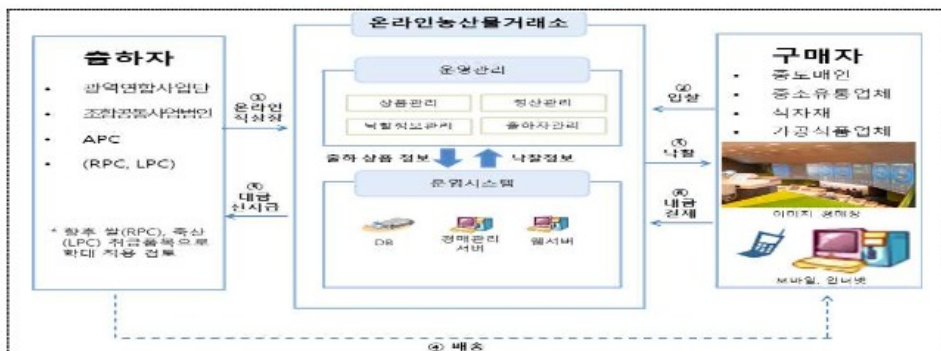 온라인농산물거래소
출하자
• 광역연합사업단
• 조합공동사업법인
• APC
• (RPC, LPC)
* 향후 쌀(RPC), 축산
(LPC) 취급품목으로
확대 적용 검토
①
온라인
직상장
⑤
대금
선지급
운영관리
상품관리
정산관리
낙찰정보관리
출하자관리
출하 상품 정보
낙찰정보
운영시스템
DB
경매관리
서버
웹서버
②
입찰
③
낙찰
대금
결제
구매자
• 중도매인
• 중소유통업체
• 식자재
• 가공식품업체
이미지 경매장
모바일, 인터넷
④ 배송